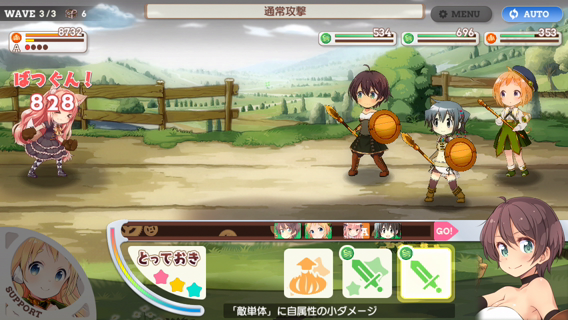 WAVE 3/3 6
通常攻撃
MENU
AUTO
8732
A
534
696
353
ばつぐん!
828
A
GO!
とっておき
SUPPORT
「敵単体」に自属性の小ダメージ